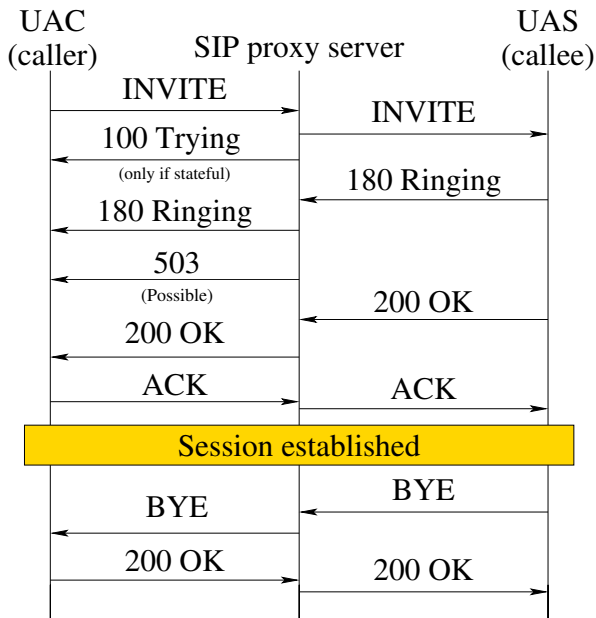 UAC
(caller)
SIP proxy server
UAS
(callee)
INVITE
INVITE
100 Trying
(only if stateful)
180 Ringing
180 Ringing
503
(Possible)
200 OK
200 OK
ACK
ACK
Session established
BYE
BYE
200 OK
200 OK